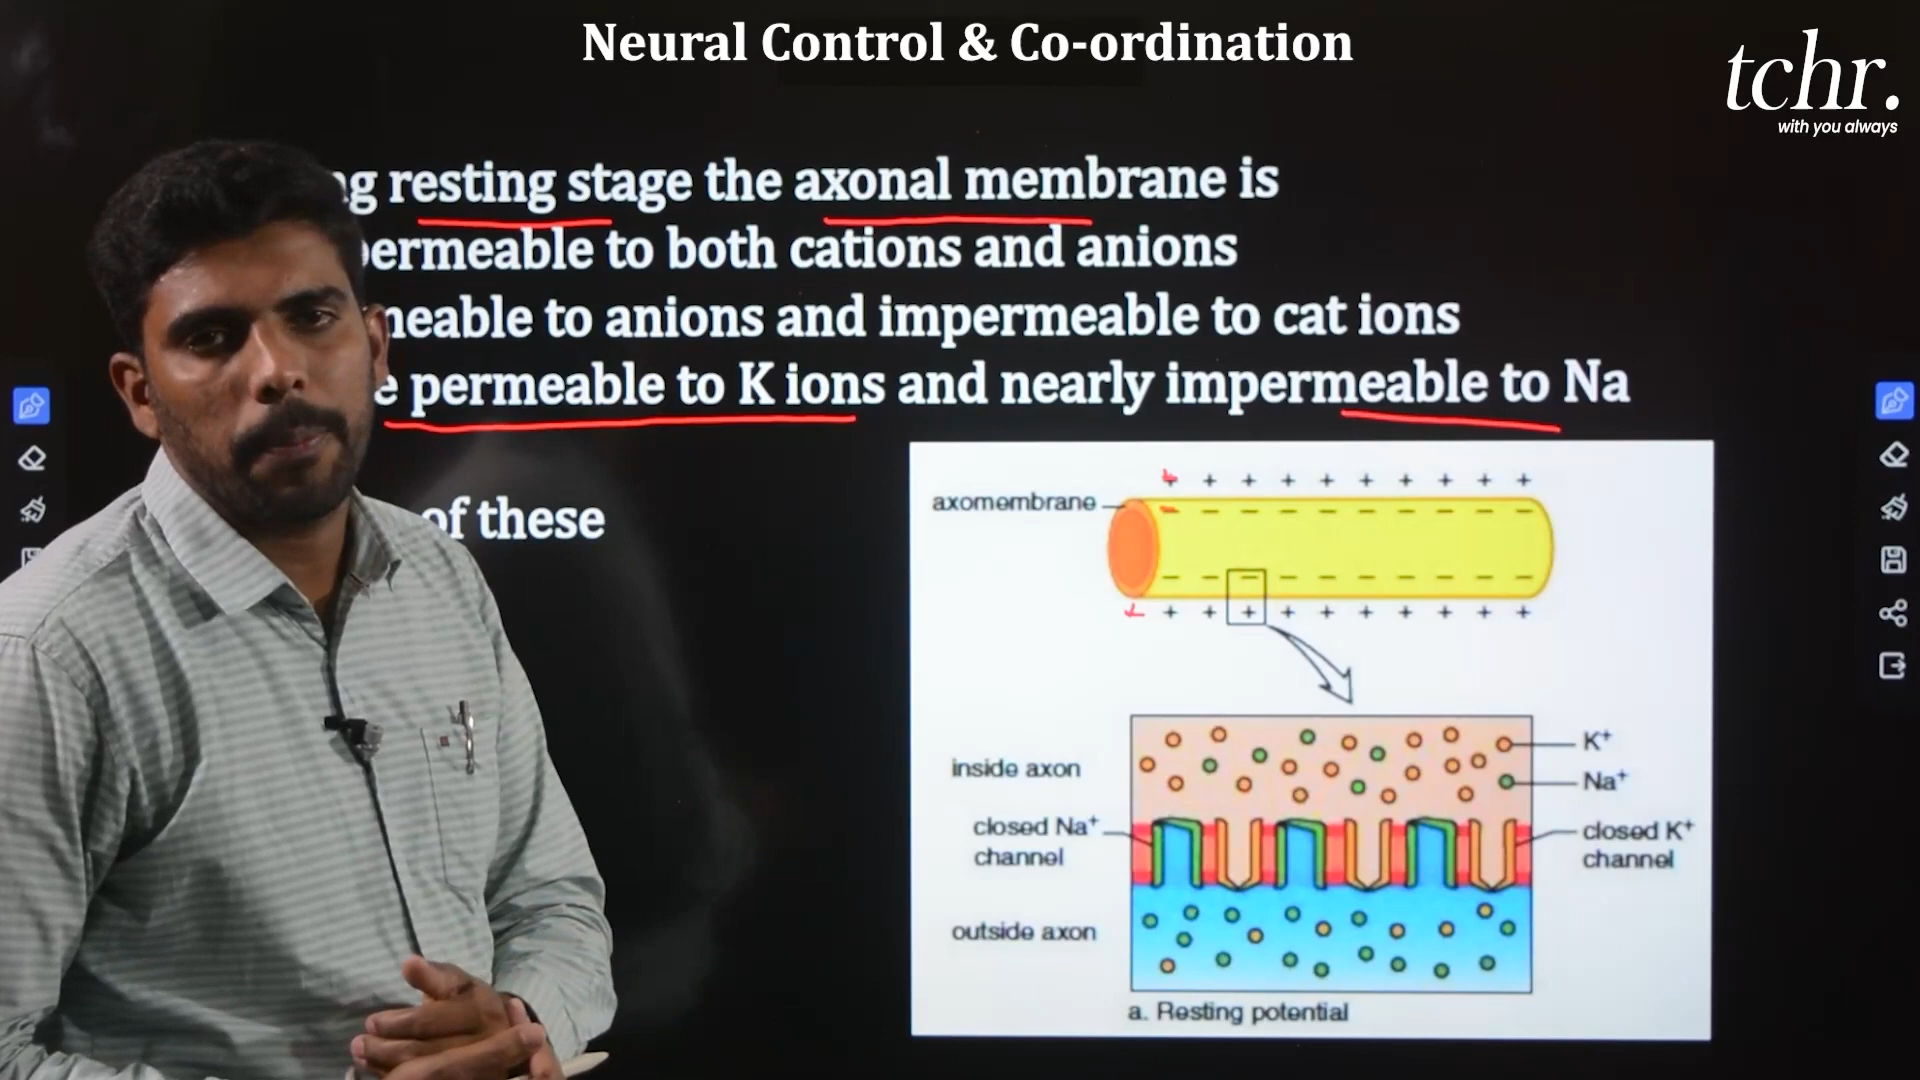 Neural Control & Co-ordination
tchr.
with you always
resting stage the axonal membrane is
to both cations and anions
to anions and impermeable to cat ions
permeable to K ions and nearly impermeable to Na
of these
axomembrane
+ + + + + + + + + +
− − − − − − − − − −
− − − − − − − − − −
+ + + + + + + + + + +
K⁺
inside axon
Na⁺
closed Na⁺
channel
closed K⁺
channel
outside axon
a. Resting potential